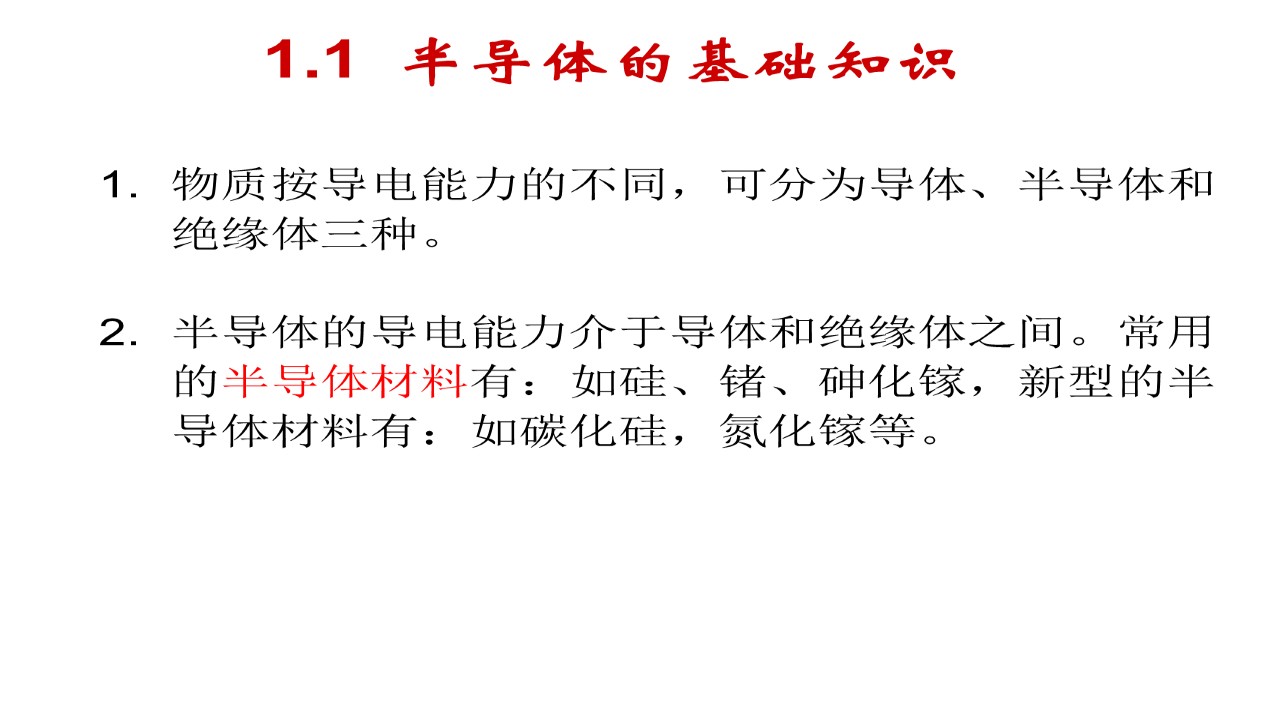 1.1 半导体的基础知识
1. 物质按导电能力的不同，可分为导体、半导体和
绝缘体三种。
2. 半导体的导电能力介于导体和绝缘体之间。常用
的半导体材料有：如硅、锗、砷化镓，新型的半
导体材料有：如碳化硅，氮化镓等。